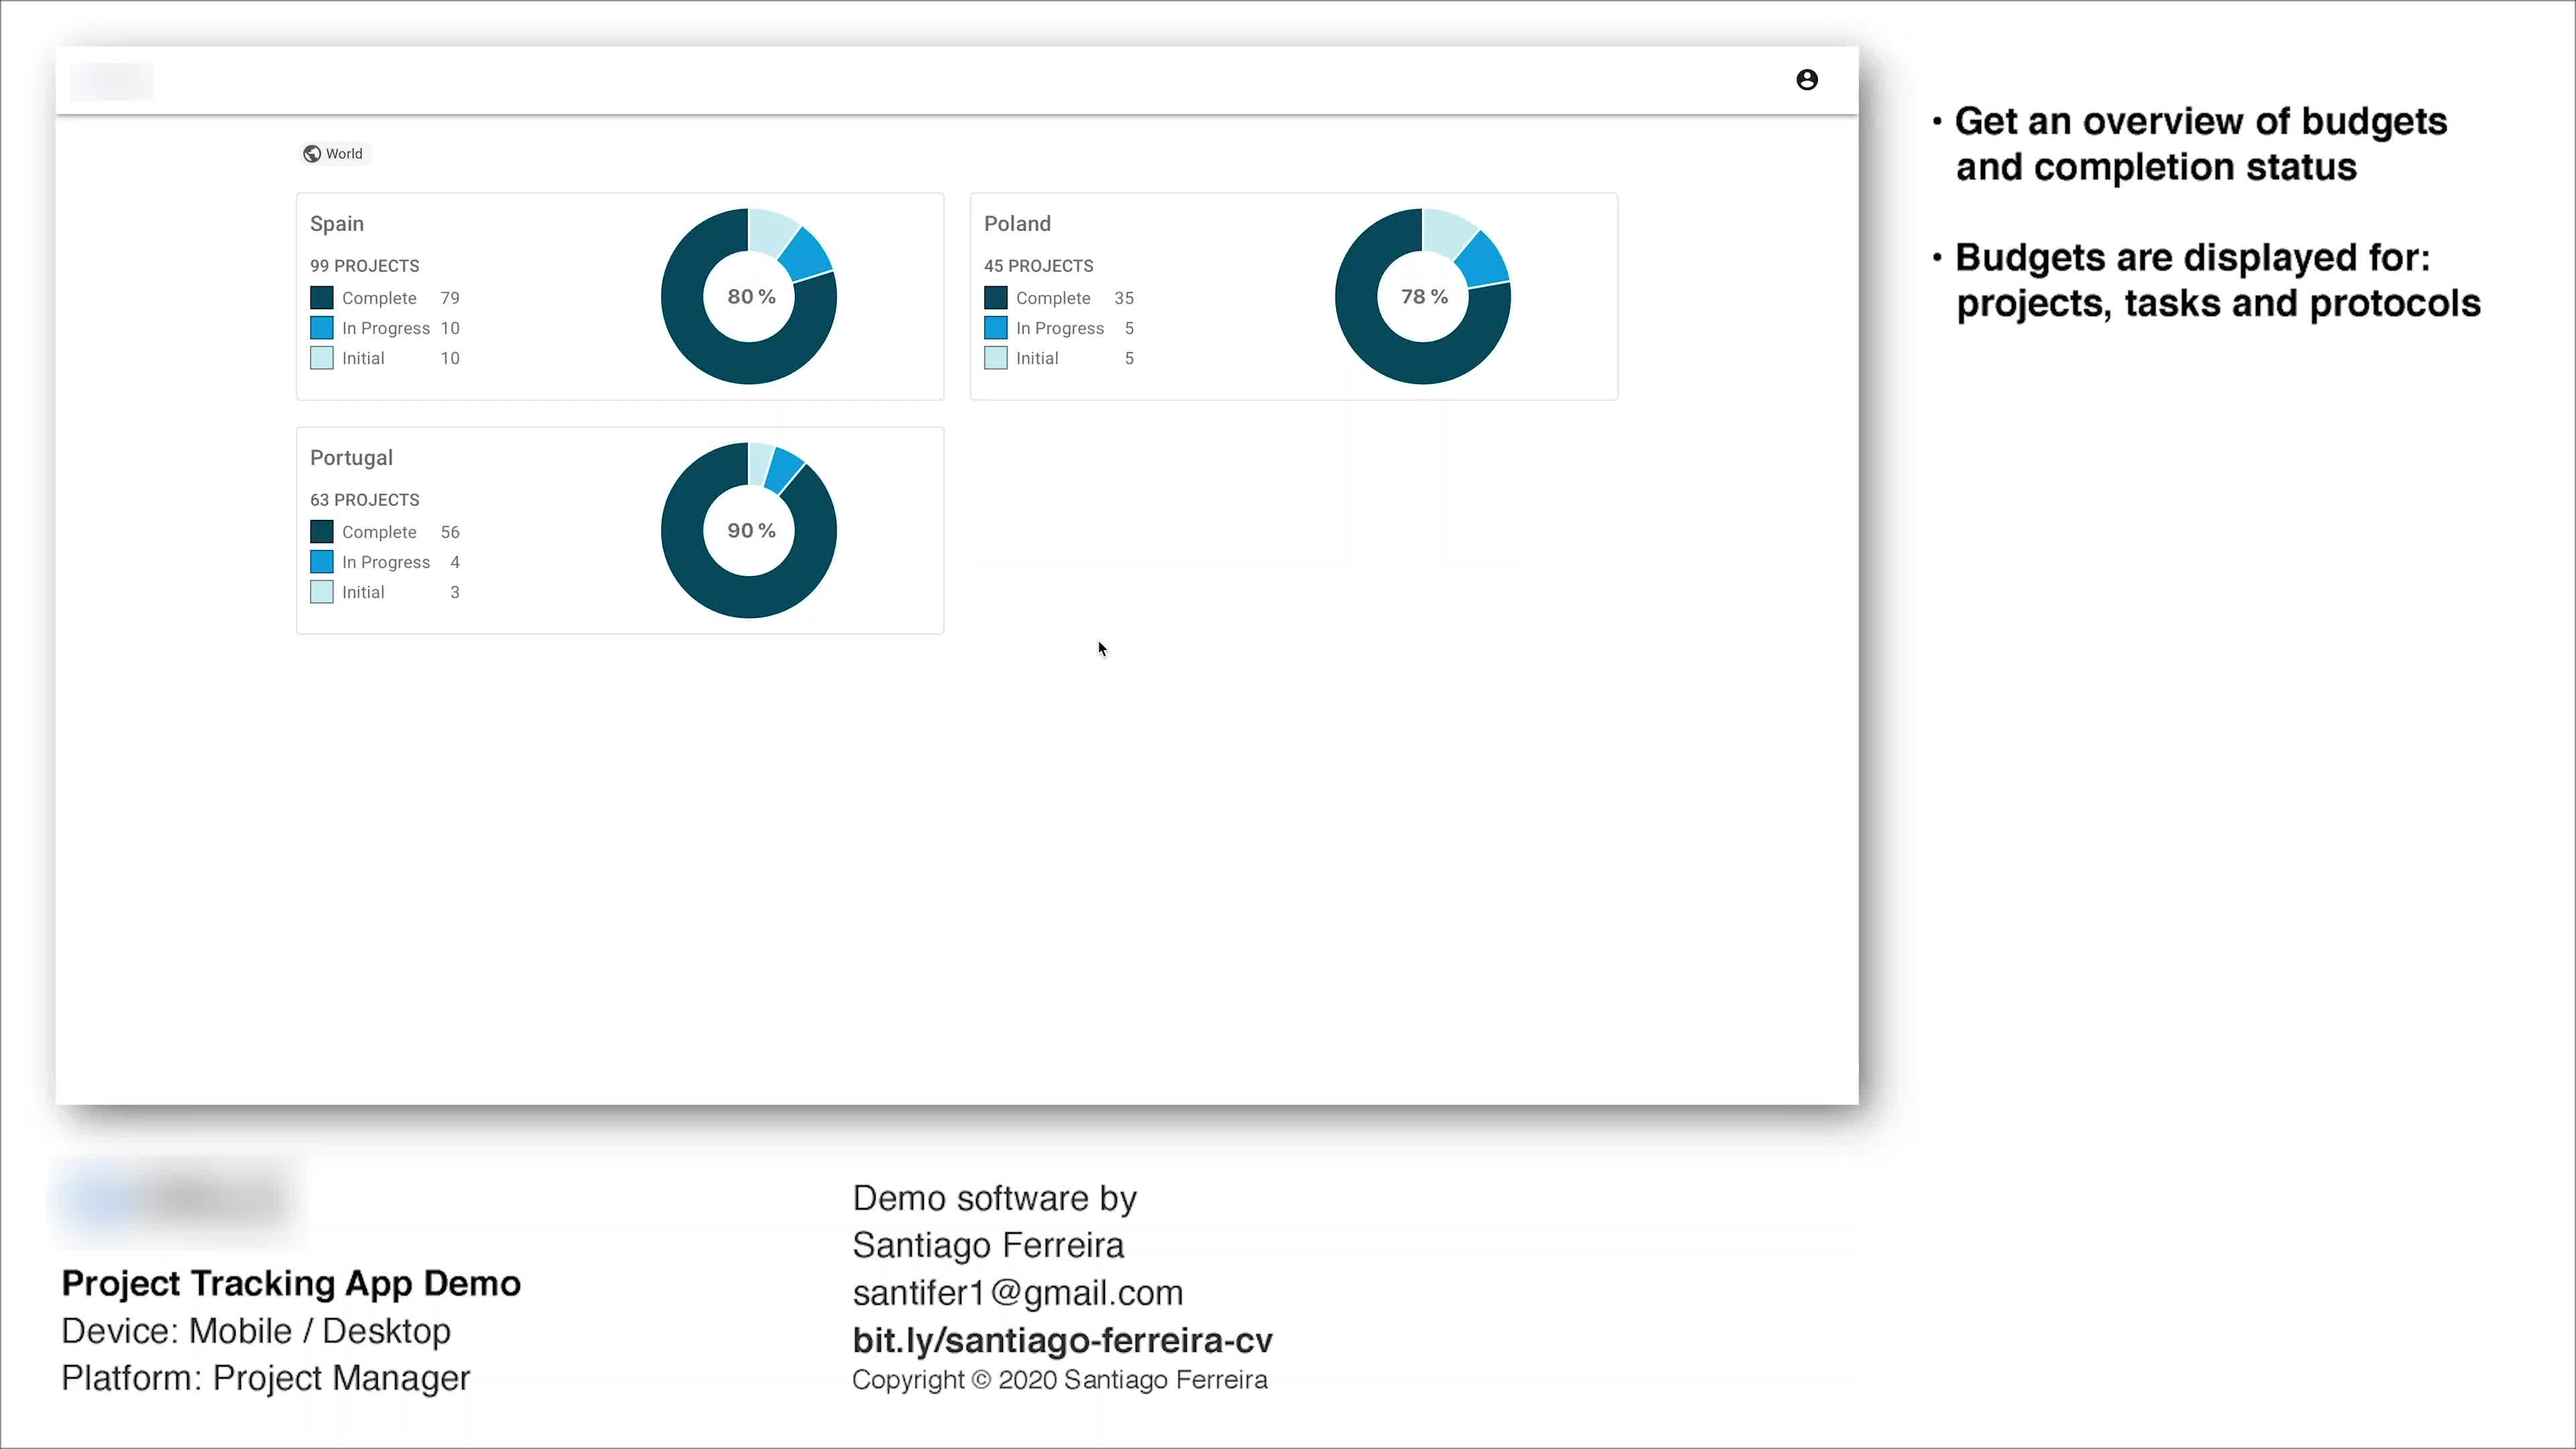 World
Spain
99 PROJECTS
Complete 79
In Progress 10
Initial 10
80 %
Poland
45 PROJECTS
Complete 35
In Progress 5
Initial 5
78 %
Portugal
63 PROJECTS
Complete 56
In Progress 4
Initial 3
90 %
• Get an overview of budgets
and completion status
• Budgets are displayed for:
projects, tasks and protocols
Project Tracking App Demo
Device: Mobile / Desktop
Platform: Project Manager
Demo software by
Santiago Ferreira
santifer1@gmail.com
bit.ly/santiago-ferreira-cv
Copyright © 2020 Santiago Ferreira